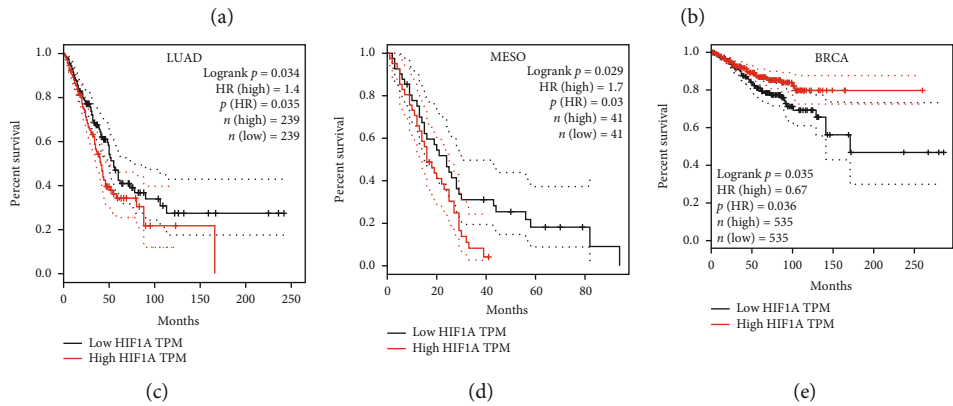 (a)
(b)
LUAD
Logrank p = 0.034
HR (high) = 1.4
p (HR) = 0.035
n (high) = 239
n (low) = 239
Percent survival
1.0
0.8
0.6
0.4
0.2
0.0
0 50 100 150 200 250
Months
Low HIF1A TPM
High HIF1A TPM
(c)
MESO
Logrank p = 0.029
HR (high) = 1.7
p (HR) = 0.03
n (high) = 41
n (low) = 41
Percent survival
1.0
0.8
0.6
0.4
0.2
0.0
0 20 40 60 80
Months
Low HIF1A TPM
High HIF1A TPM
(d)
BRCA
Logrank p = 0.035
HR (high) = 0.67
p (HR) = 0.036
n (high) = 535
n (low) = 535
Percent survival
1.0
0.8
0.6
0.4
0.2
0.0
0 50 100 150 200 250
Months
Low HIF1A TPM
High HIF1A TPM
(e)